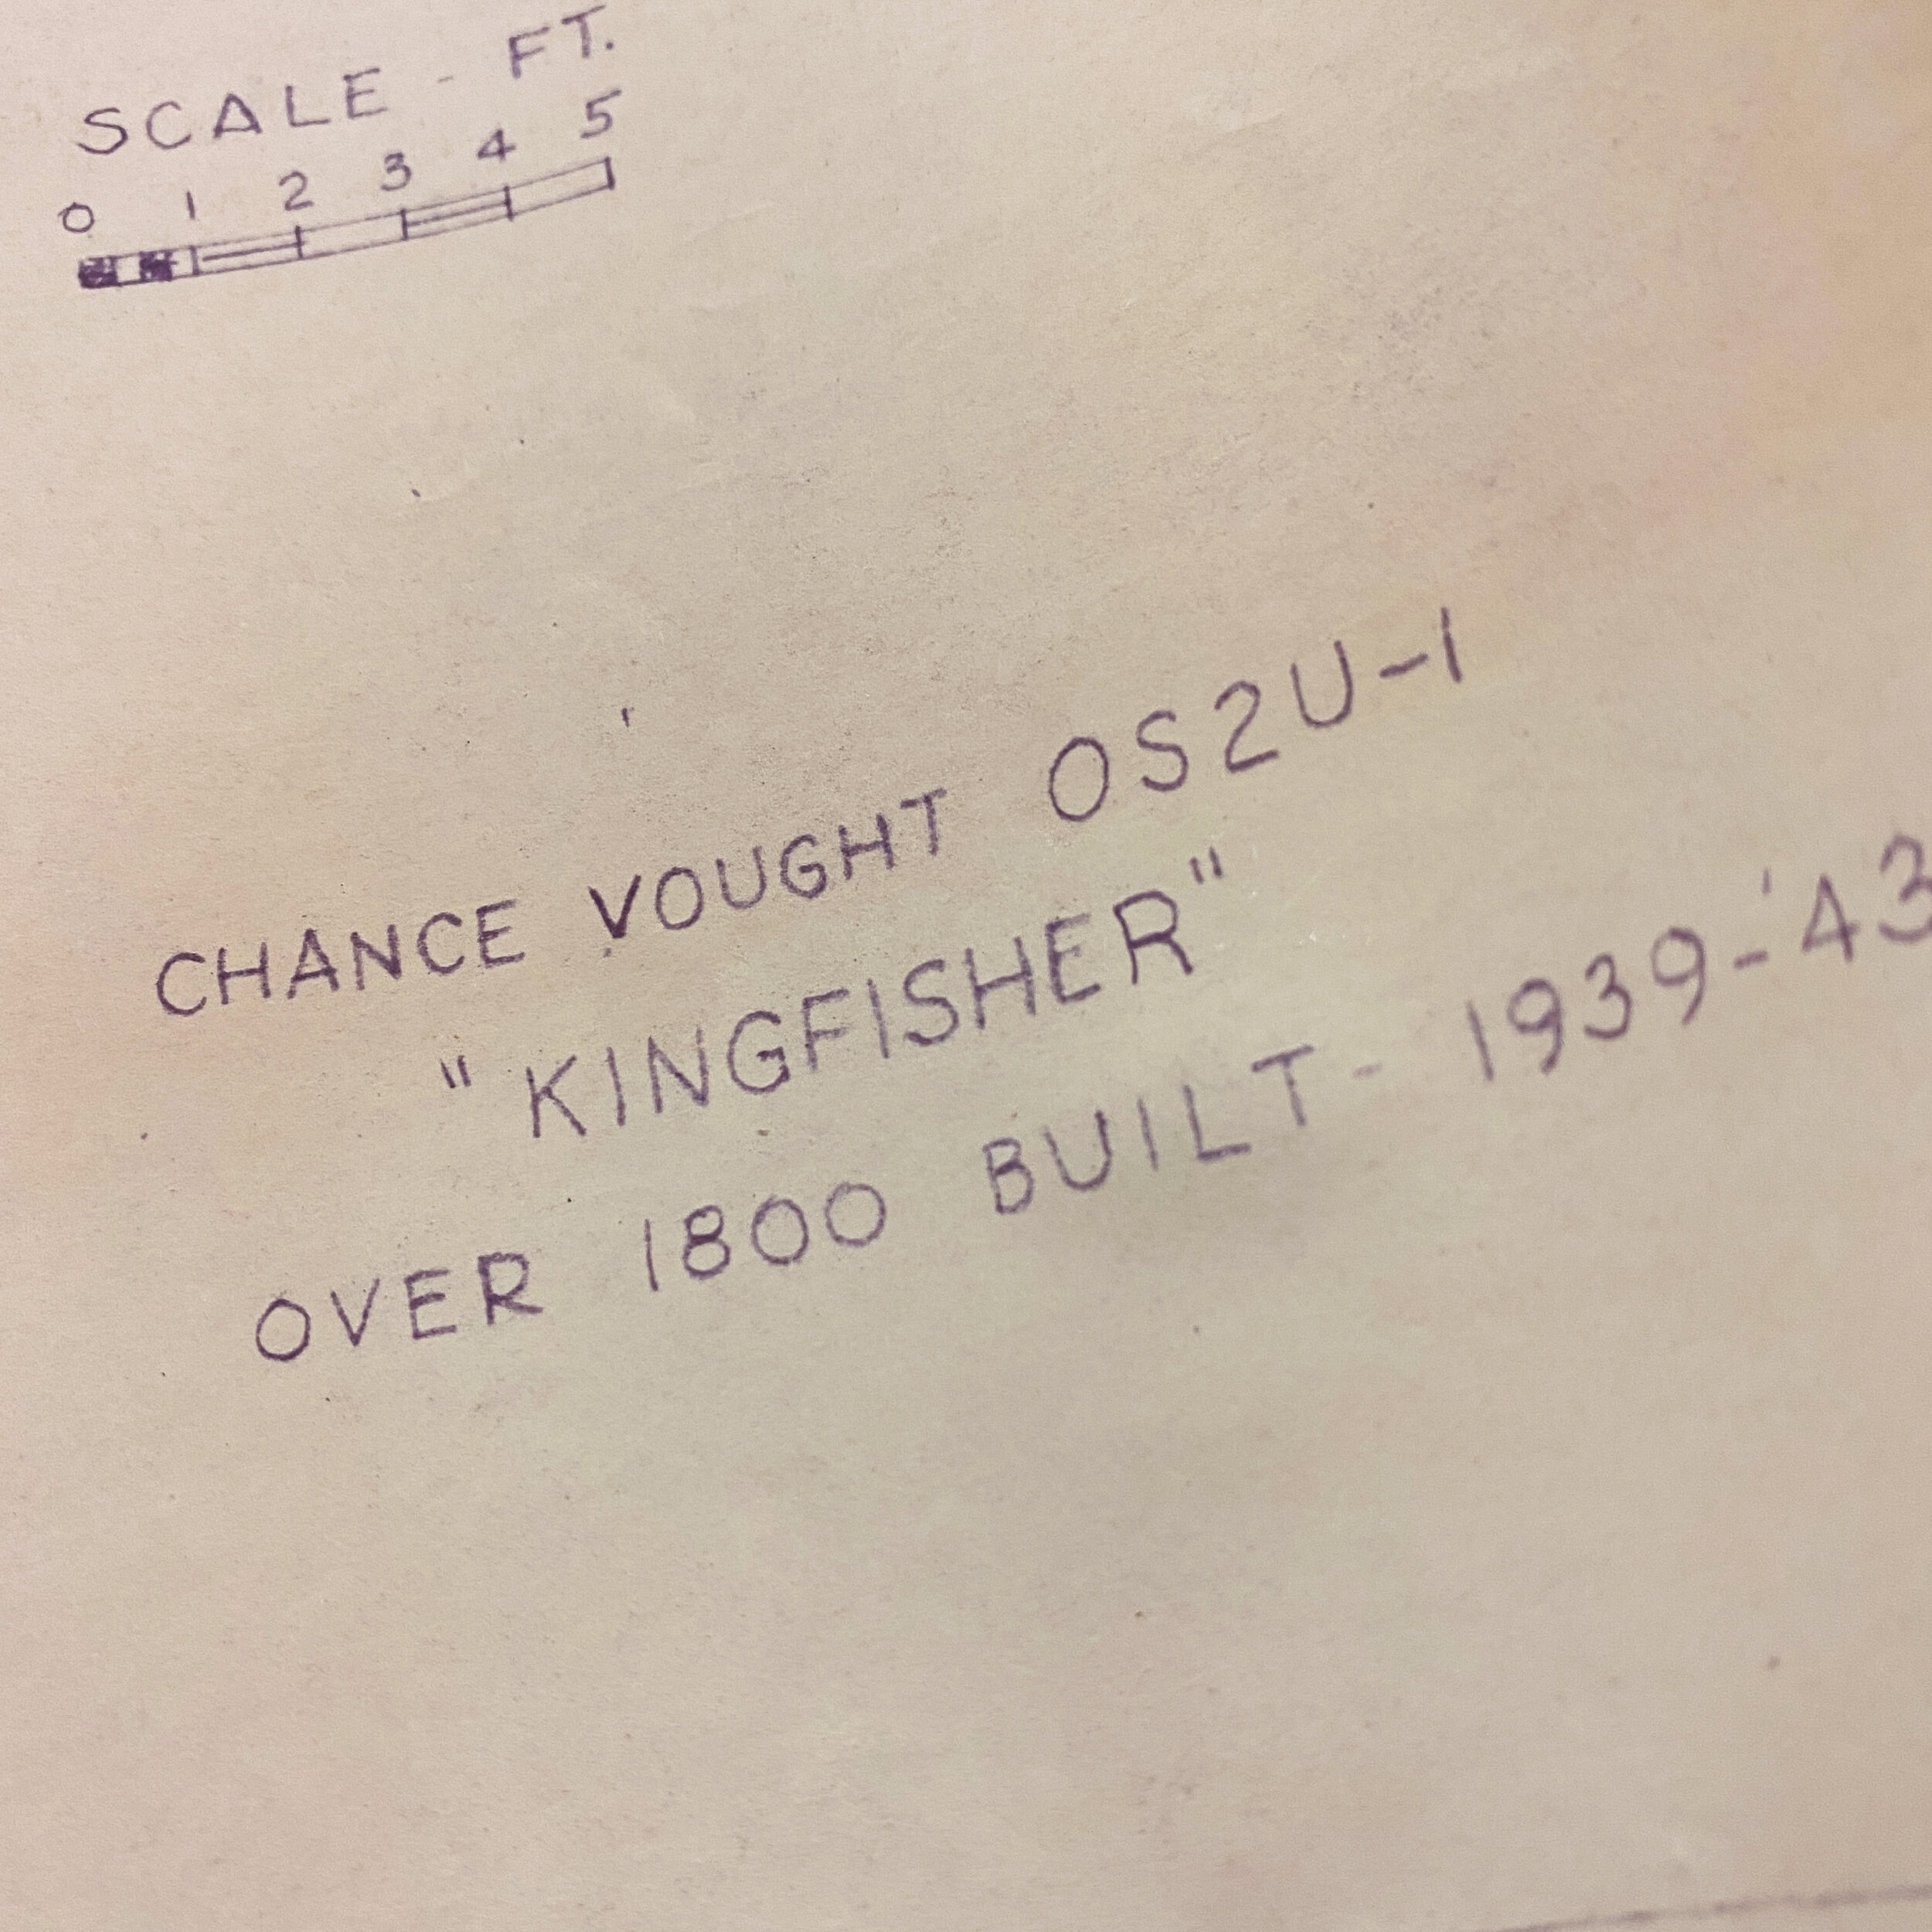 SCALE - FT.
0 1 2 3 4 5
CHANCE VOUGHT OS2U-1
"KINGFISHER"
OVER 1800 BUILT - 1939-'43